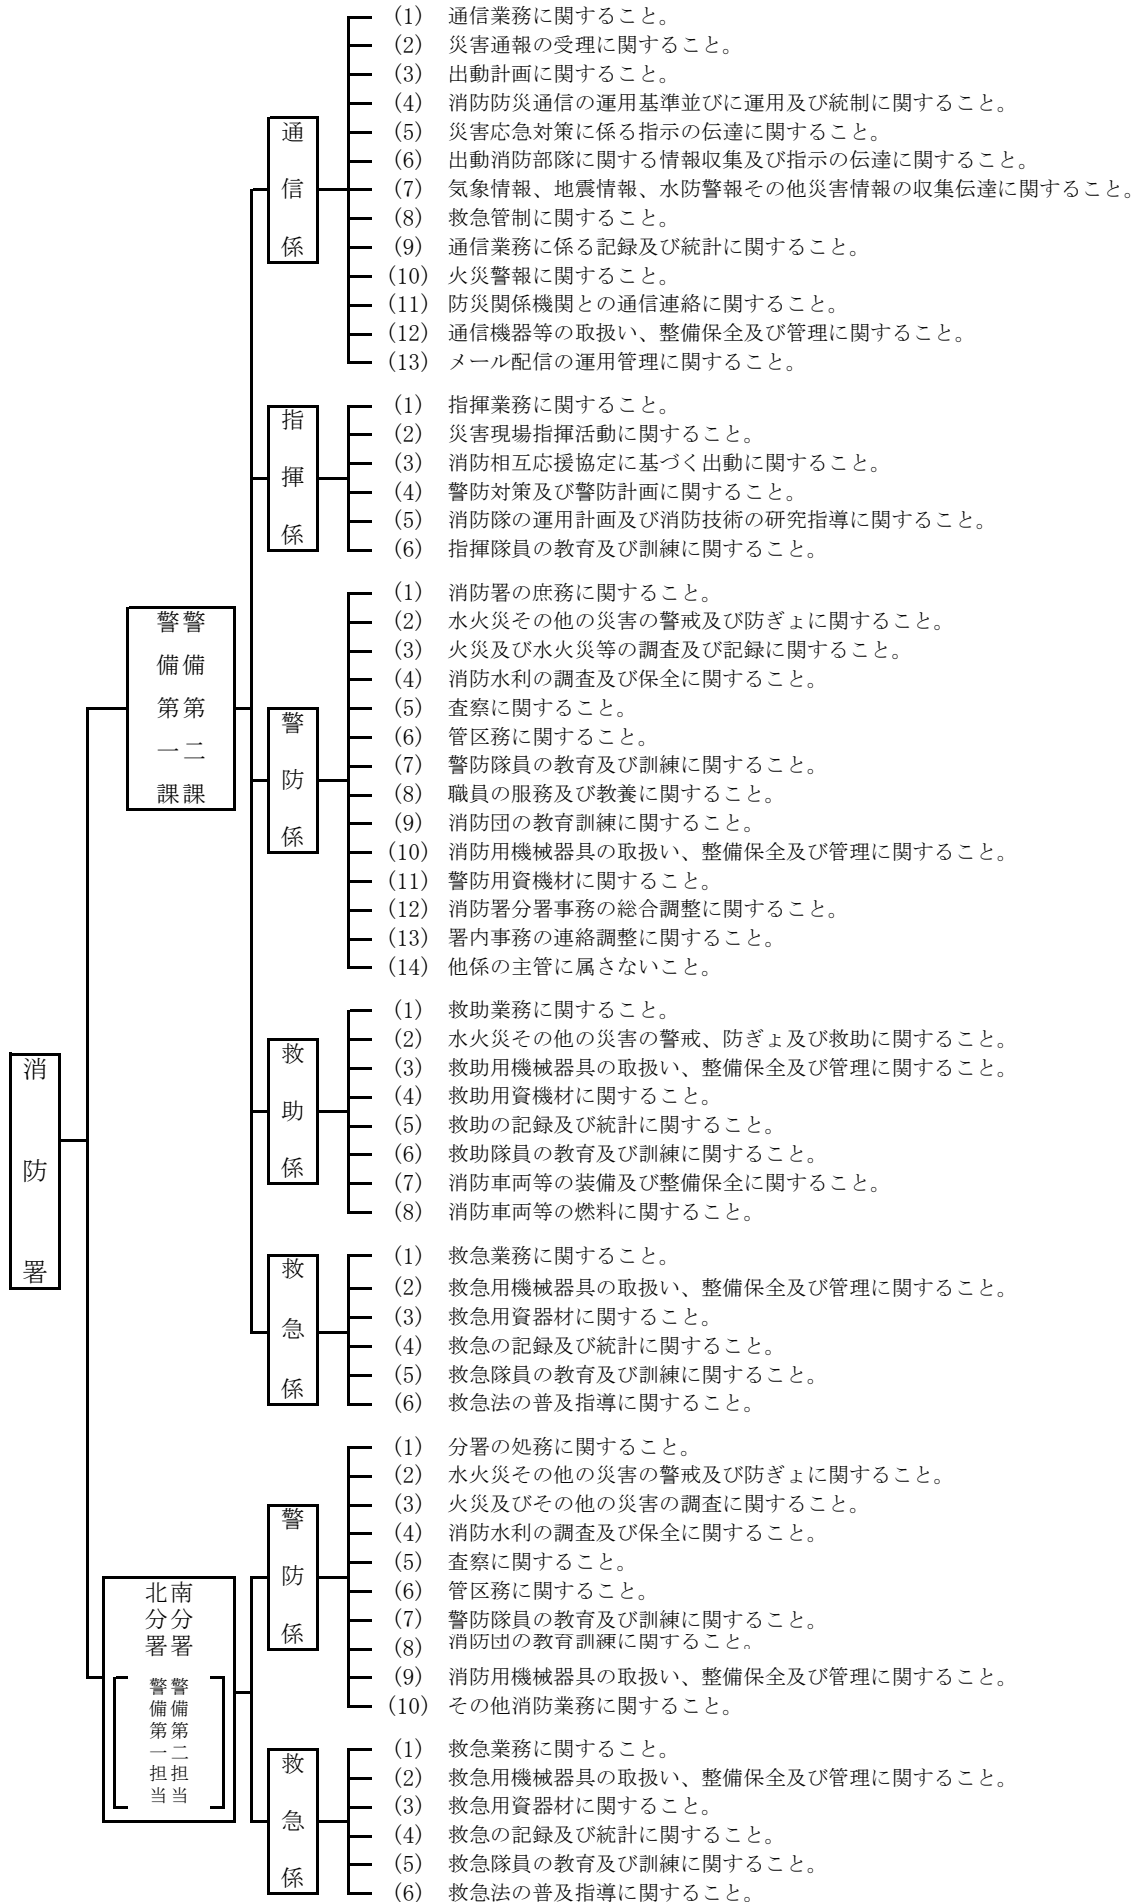 消防署
警備第一課
警備第二課
通信係
(1) 通信業務に関すること。
(2) 災害通報の受理に関すること。
(3) 出動計画に関すること。
(4) 消防防災通信の運用基準並びに運用及び統制に関すること。
(5) 災害応急対策に係る指示の伝達に関すること。
(6) 出動消防部隊に関する情報収集及び指示の伝達に関すること。
(7) 気象情報、地震情報、水防警報その他災害情報の収集伝達に関すること。
(8) 救急管制に関すること。
(9) 通信業務に係る記録及び統計に関すること。
(10) 火災警報に関すること。
(11) 防災関係機関との通信連絡に関すること。
(12) 通信機器等の取扱い、整備保全及び管理に関すること。
(13) メール配信の運用管理に関すること。
指揮係
(1) 指揮業務に関すること。
(2) 災害現場指揮活動に関すること。
(3) 消防相互応援協定に基づく出動に関すること。
(4) 警防対策及び警防計画に関すること。
(5) 消防隊の運用計画及び消防技術の研究指導に関すること。
(6) 指揮隊員の教育及び訓練に関すること。
警防係
(1) 消防署の庶務に関すること。
(2) 水火災その他の災害の警戒及び防ぎょに関すること。
(3) 火災及び水火災等の調査及び記録に関すること。
(4) 消防水利の調査及び保全に関すること。
(5) 査察に関すること。
(6) 管区務に関すること。
(7) 警防隊員の教育及び訓練に関すること。
(8) 職員の服務及び教養に関すること。
(9) 消防団の教育訓練に関すること。
(10) 消防用機械器具の取扱い、整備保全及び管理に関すること。
(11) 警防用資機材に関すること。
(12) 消防署分署事務の総合調整に関すること。
(13) 署内事務の連絡調整に関すること。
(14) 他係の主管に属さないこと。
救助係
(1) 救助業務に関すること。
(2) 水火災その他の災害の警戒、防ぎょ及び救助に関すること。
(3) 救助用機械器具の取扱い、整備保全及び管理に関すること。
(4) 救助用資機材に関すること。
(5) 救助の記録及び統計に関すること。
(6) 救助隊員の教育及び訓練に関すること。
(7) 消防車両等の装備及び整備保全に関すること。
(8) 消防車両等の燃料に関すること。
救急係
(1) 救急業務に関すること。
(2) 救急用機械器具の取扱い、整備保全及び管理に関すること。
(3) 救急用資器材に関すること。
(4) 救急の記録及び統計に関すること。
(5) 救急隊員の教育及び訓練に関すること。
(6) 救急法の普及指導に関すること。
南分署
北分署
警備第一担当
警備第二担当
警防係
(1) 分署の処務に関すること。
(2) 水火災その他の災害の警戒及び防ぎょに関すること。
(3) 火災及びその他の災害の調査に関すること。
(4) 消防水利の調査及び保全に関すること。
(5) 査察に関すること。
(6) 管区務に関すること。
(7) 警防隊員の教育及び訓練に関すること。
(8) 消防団の教育訓練に関すること。
(9) 消防用機械器具の取扱い、整備保全及び管理に関すること。
(10) その他消防業務に関すること。
救急係
(1) 救急業務に関すること。
(2) 救急用機械器具の取扱い、整備保全及び管理に関すること。
(3) 救急用資器材に関すること。
(4) 救急の記録及び統計に関すること。
(5) 救急隊員の教育及び訓練に関すること。
(6) 救急法の普及指導に関すること。